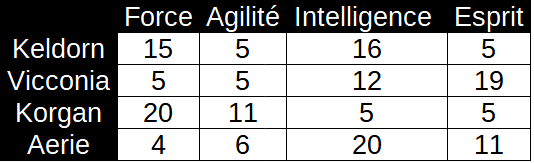 Force Agilité Intelligence Esprit
Keldorn 15 5 16 5
Vicconia 5 5 12 19
Korgan 20 11 5 5
Aerie 4 6 20 11